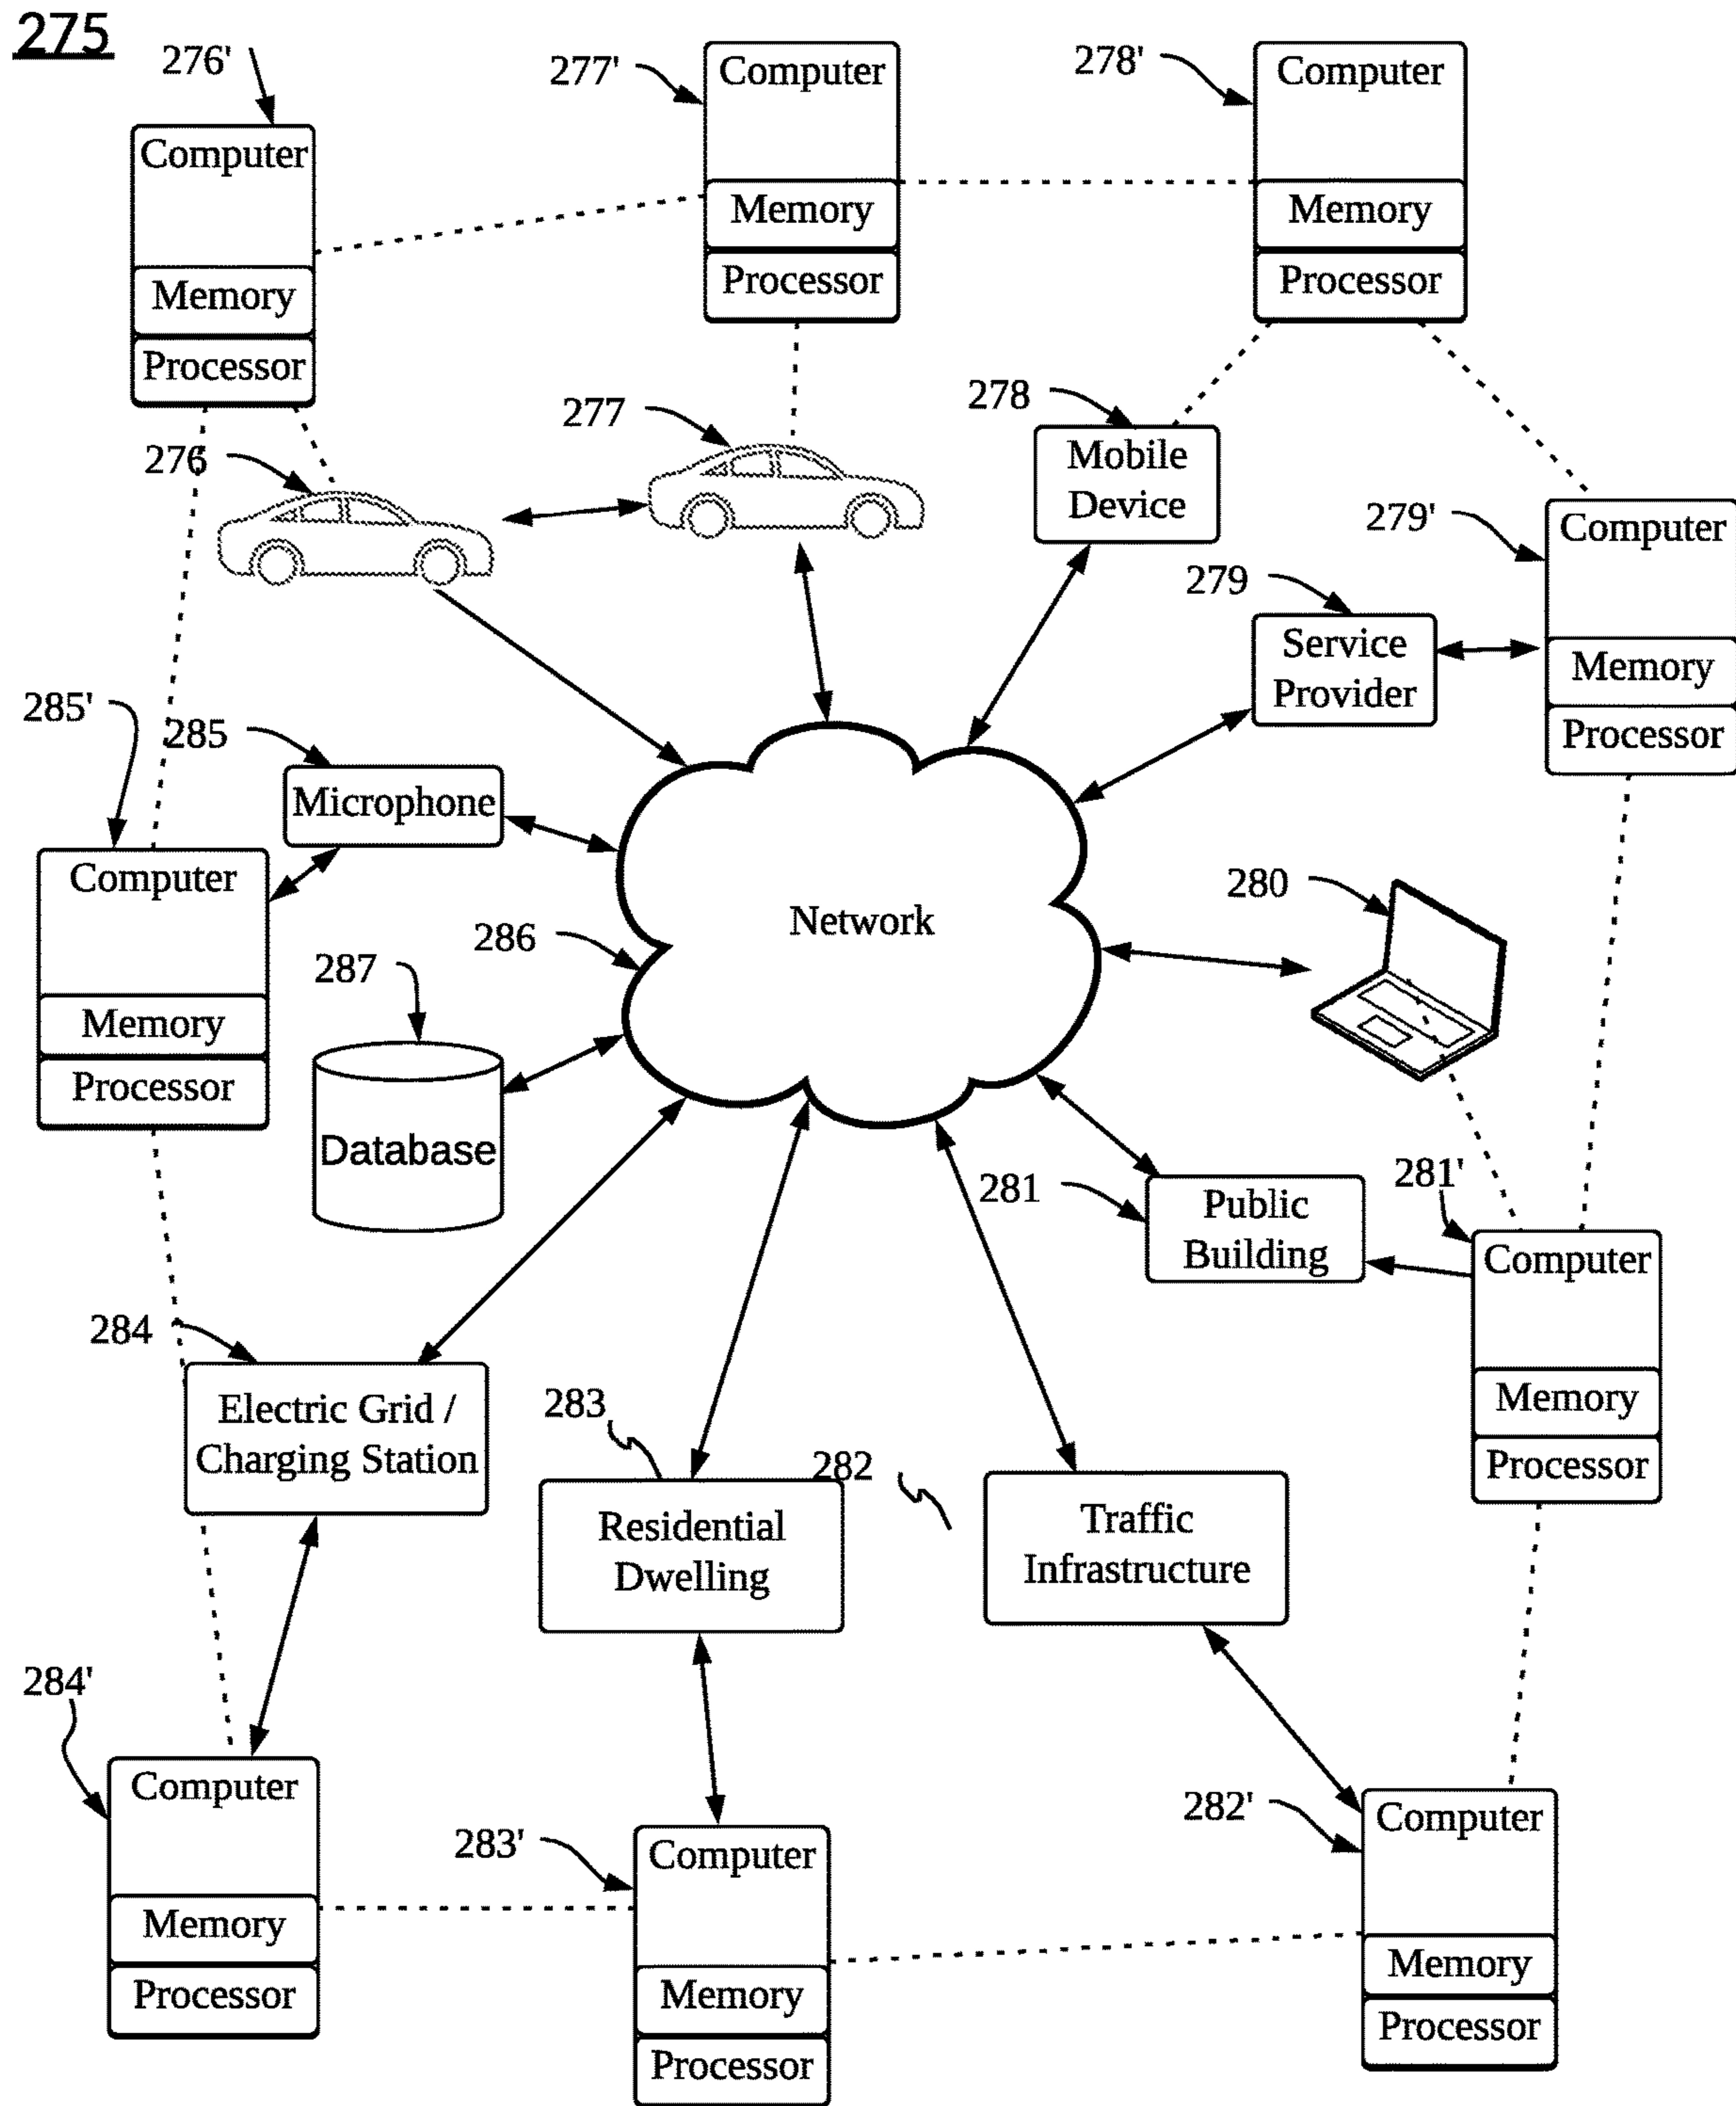 275
276'
277'
278'
Computer
Memory
Processor
Computer
Memory
Processor
Computer
Memory
Processor
276
277
278
Mobile
Device
279'
Computer
Memory
Processor
279
Service
Provider
285'
285
Microphone
Computer
Memory
Processor
286
287
Network
280
Database
281
Public
Building
281'
Computer
Memory
Processor
284
Electric Grid /
Charging Station
283
Residential
Dwelling
282
Traffic
Infrastructure
284'
Computer
Memory
Processor
283'
Computer
Memory
Processor
282'
Computer
Memory
Processor